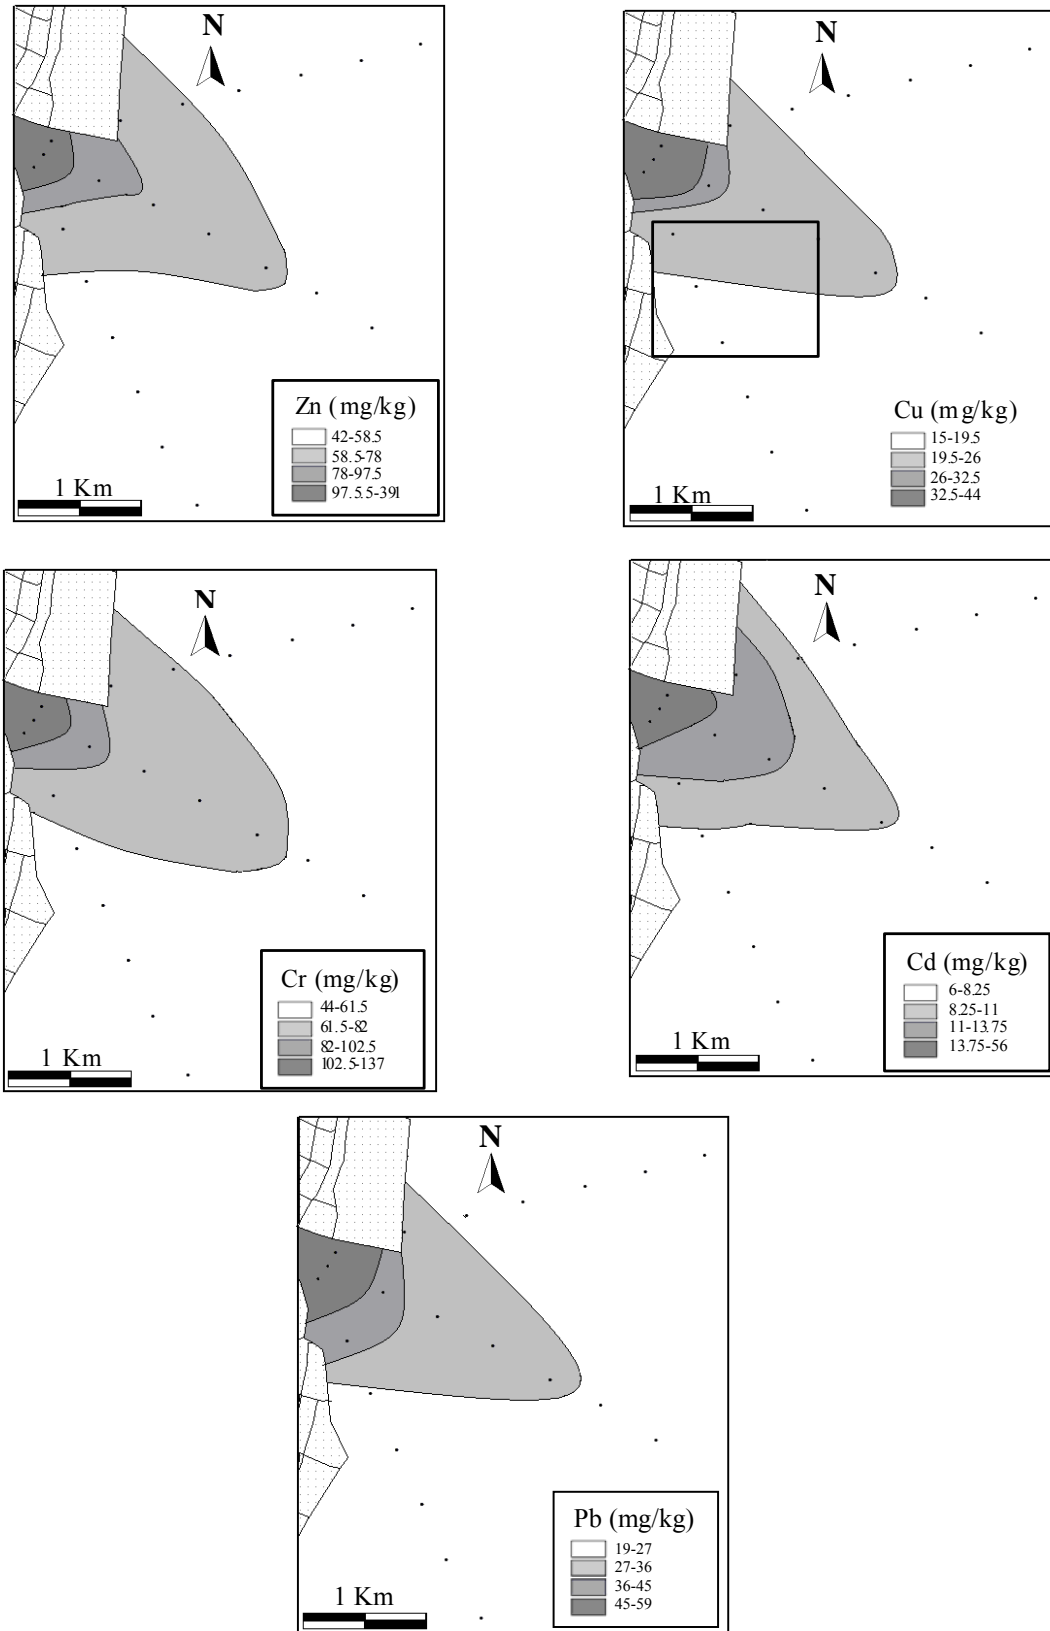 N
Zn (mg/kg)
42-58.5
58.5-78
78-97.5
97.5.5-391
1 Km
N
Cu (mg/kg)
15-19.5
19.5-26
26-32.5
32.5-44
1 Km
N
Cr (mg/kg)
44-61.5
61.5-82
82-102.5
102.5-137
1 Km
N
Cd (mg/kg)
6-8.25
8.25-11
11-13.75
13.75-56
1 Km
N
Pb (mg/kg)
19-27
27-36
36-45
45-59
1 Km